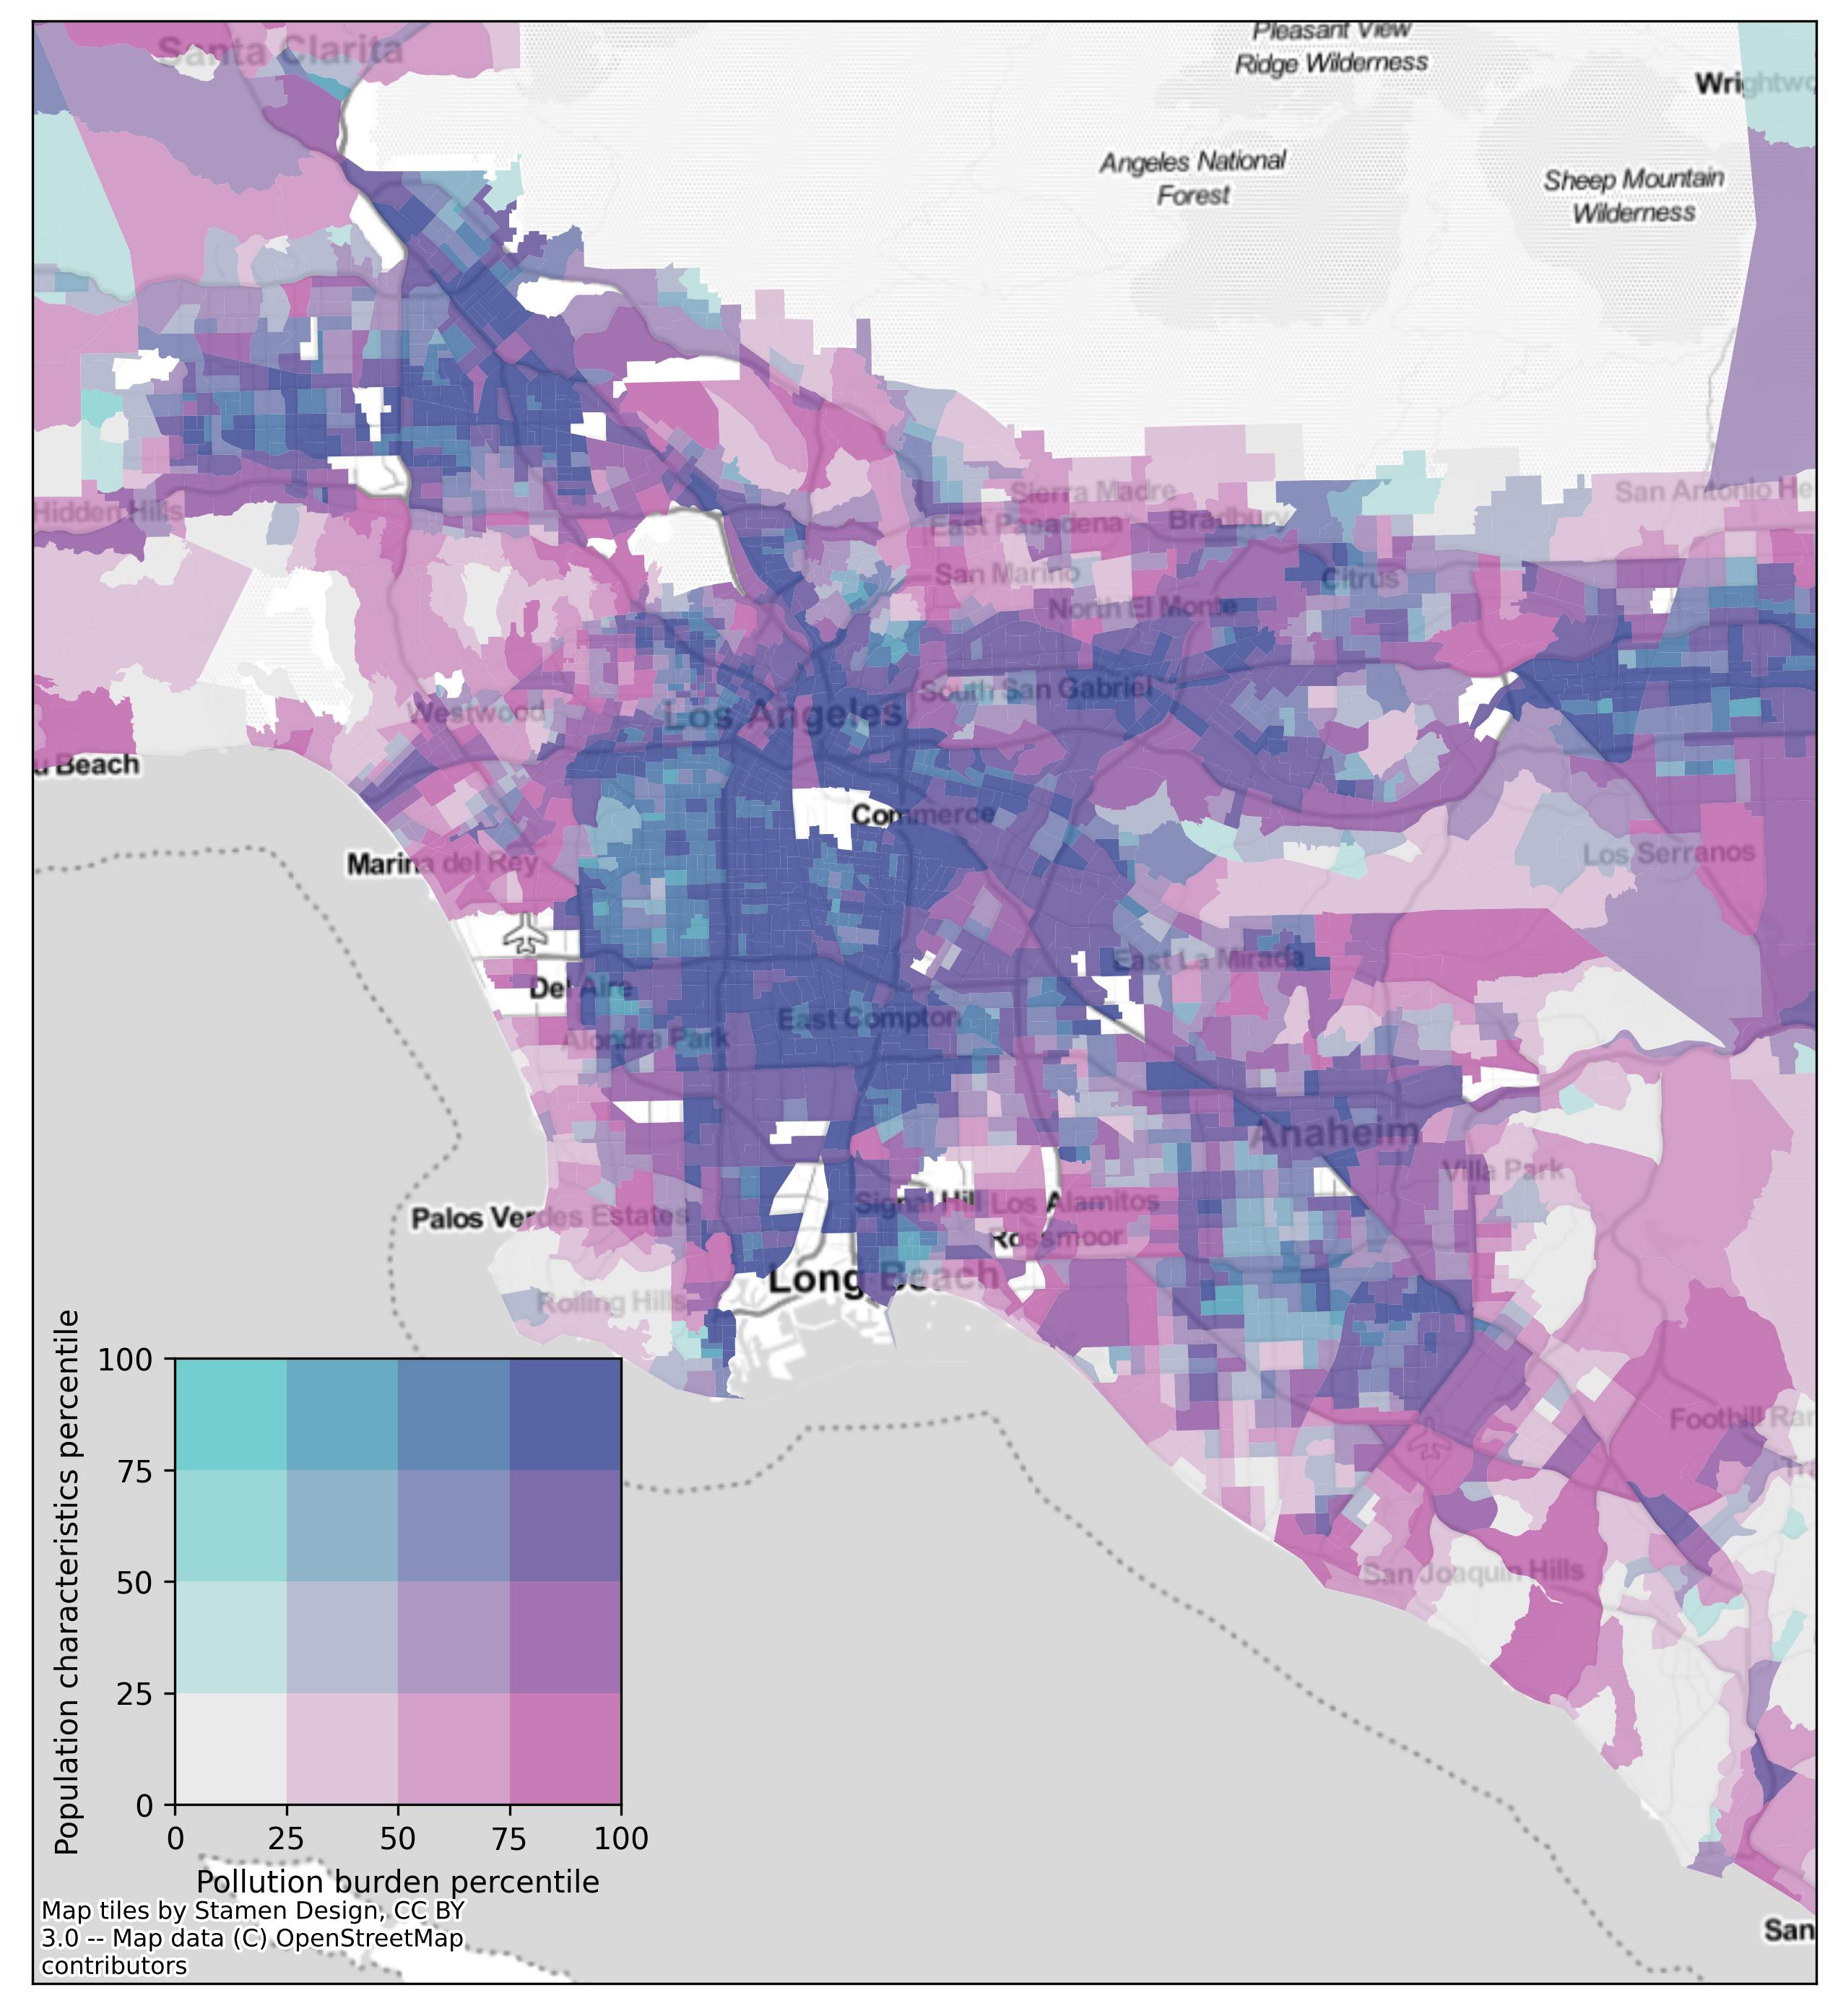 Pleasant View
Ridge Wilderness
Santa Clarita
Wrightwo
Angeles National
Forest
Sheep Mountain
Wilderness
Hidden Hills
Sierra Madre
San Antonio He
East Pasadena
Bradbury
San Marino
Citrus
North El Monte
South San Gabriel
Westwood
Los Angeles
u Beach
Commerce
Los Serranos
Marina del Rey
East La Mirada
Del Aire
East Compton
Alondra Park
Anaheim
Villa Park
Signal Hill
Los Alamitos
Palos Verdes Estates
Rossmoor
Long Beach
Rolling Hills
Foothill Ran
Tra
San Joaquin Hills
San
Population characteristics percentile
100
75
50
25
0
0 25 50 75 100
Pollution burden percentile
Map tiles by Stamen Design, CC BY
3.0 -- Map data (C) OpenStreetMap
contributors